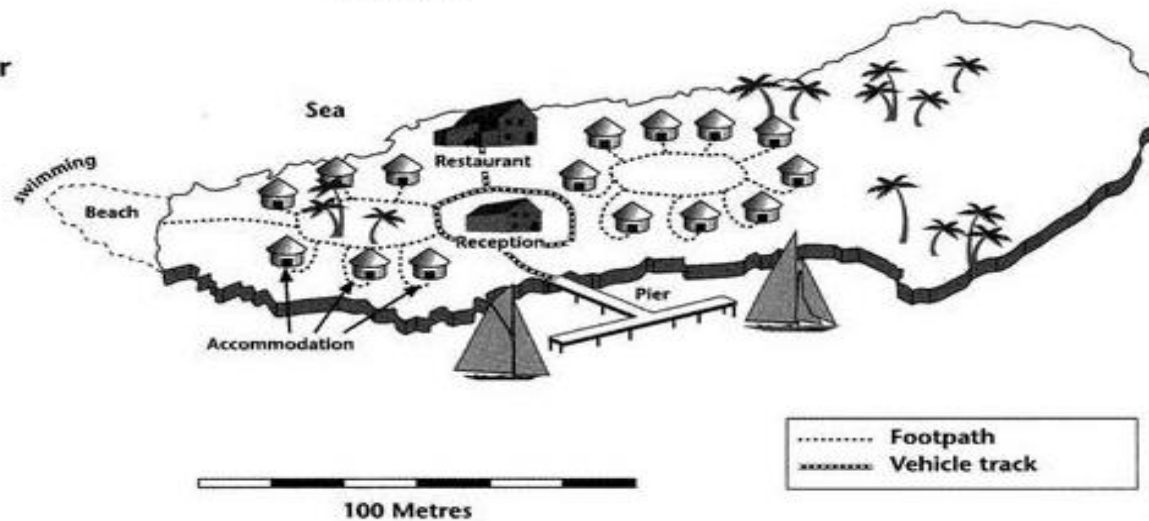 r
Sea
Restaurant
swimming
Beach
Reception
Pier
Accommodation
Footpath
Vehicle track
100 Metres